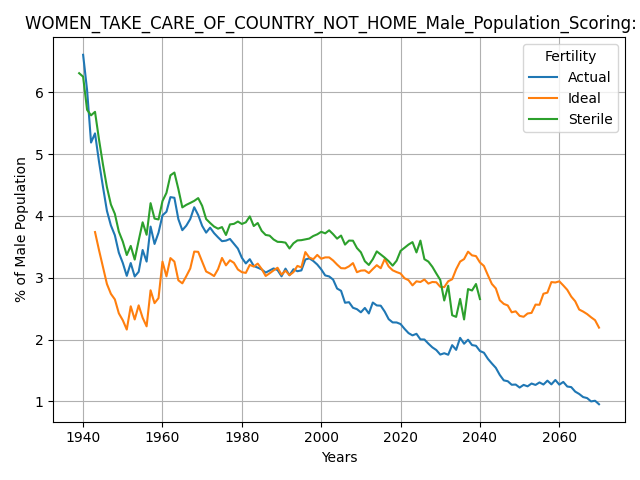 WOMEN_TAKE_CARE_OF_COUNTRY_NOT_HOME_Male_Population_Scoring:
Fertility
Actual
Ideal
Sterile
% of Male Population
6
5
4
3
2
1
1940 1960 1980 2000 2020 2040 2060
Years